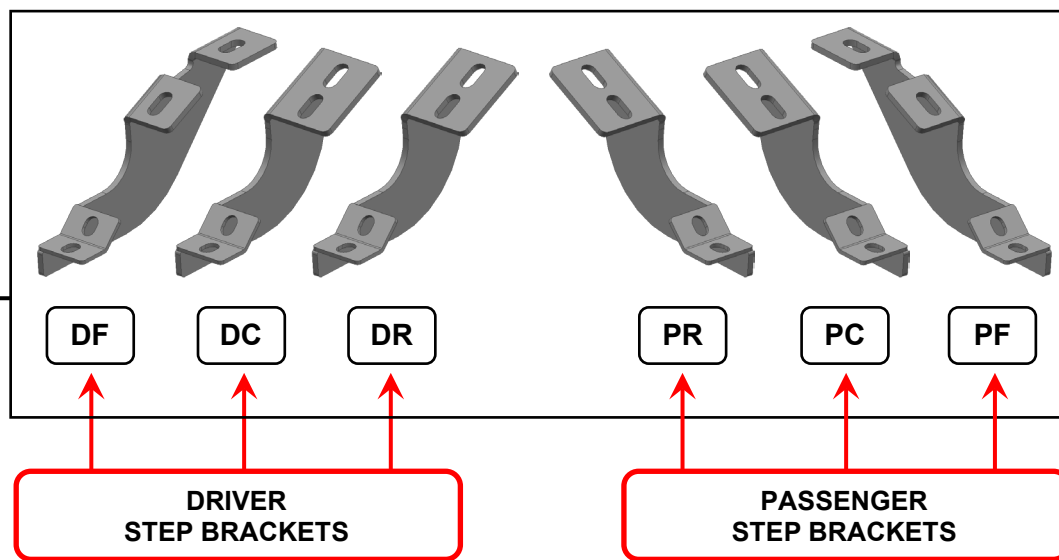 DF
DC
DR
PR
PC
PF
DRIVER
STEP BRACKETS
PASSENGER
STEP BRACKETS